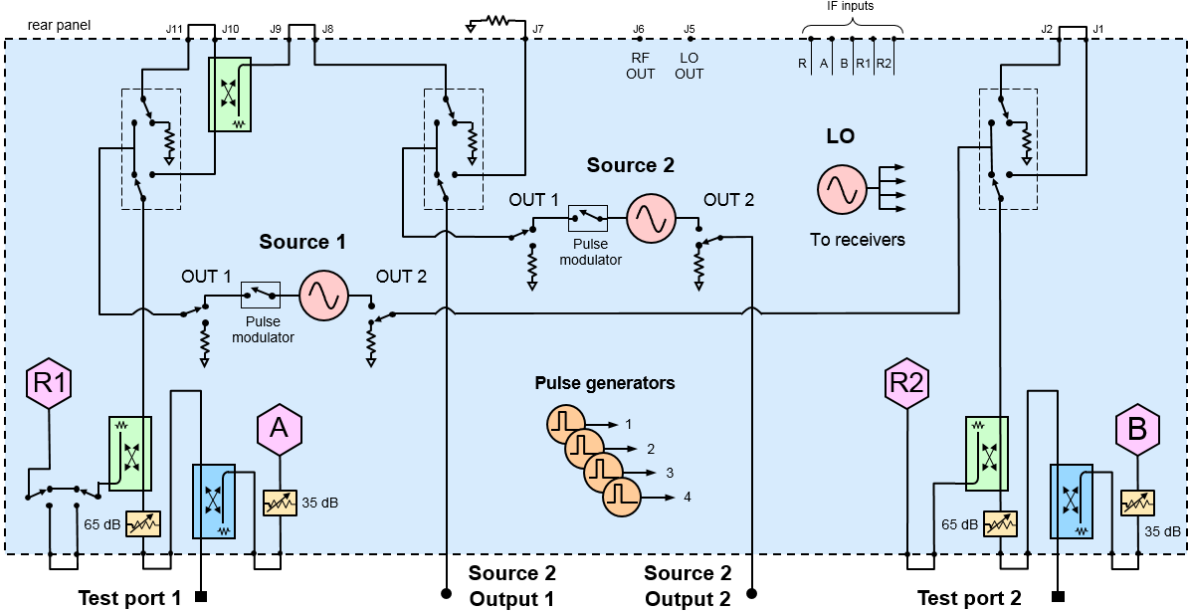 IF inputs
rear panel
J11
J10
J9
J8
J7
J6
J5
J2
J1
RF
OUT
LO
OUT
R
A
B
R1
R2
LO
Source 2
OUT 1
OUT 2
Pulse
modulator
To receivers
Source 1
OUT 1
OUT 2
Pulse
modulator
R1
A
Pulse generators
1
2
3
4
R2
B
35 dB
65 dB
65 dB
35 dB
Test port 1
Source 2
Output 1
Source 2
Output 2
Test port 2